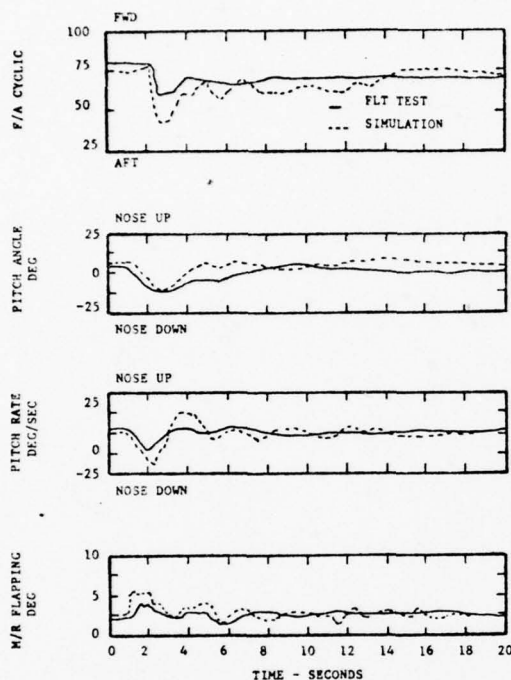 FWD
100
75
50
25
F/A CYCLIC
FLT TEST
SIMULATION
AFT
NOSE UP
25
0
-25
PITCH ANGLE
DEG
NOSE DOWN
NOSE UP
25
0
-25
PITCH RATE
DEG/SEC
NOSE DOWN
10
5
0
M/R FLAPPING
DEG
0 2 4 6 8 10 12 14 16 18 20
TIME - SECONDS